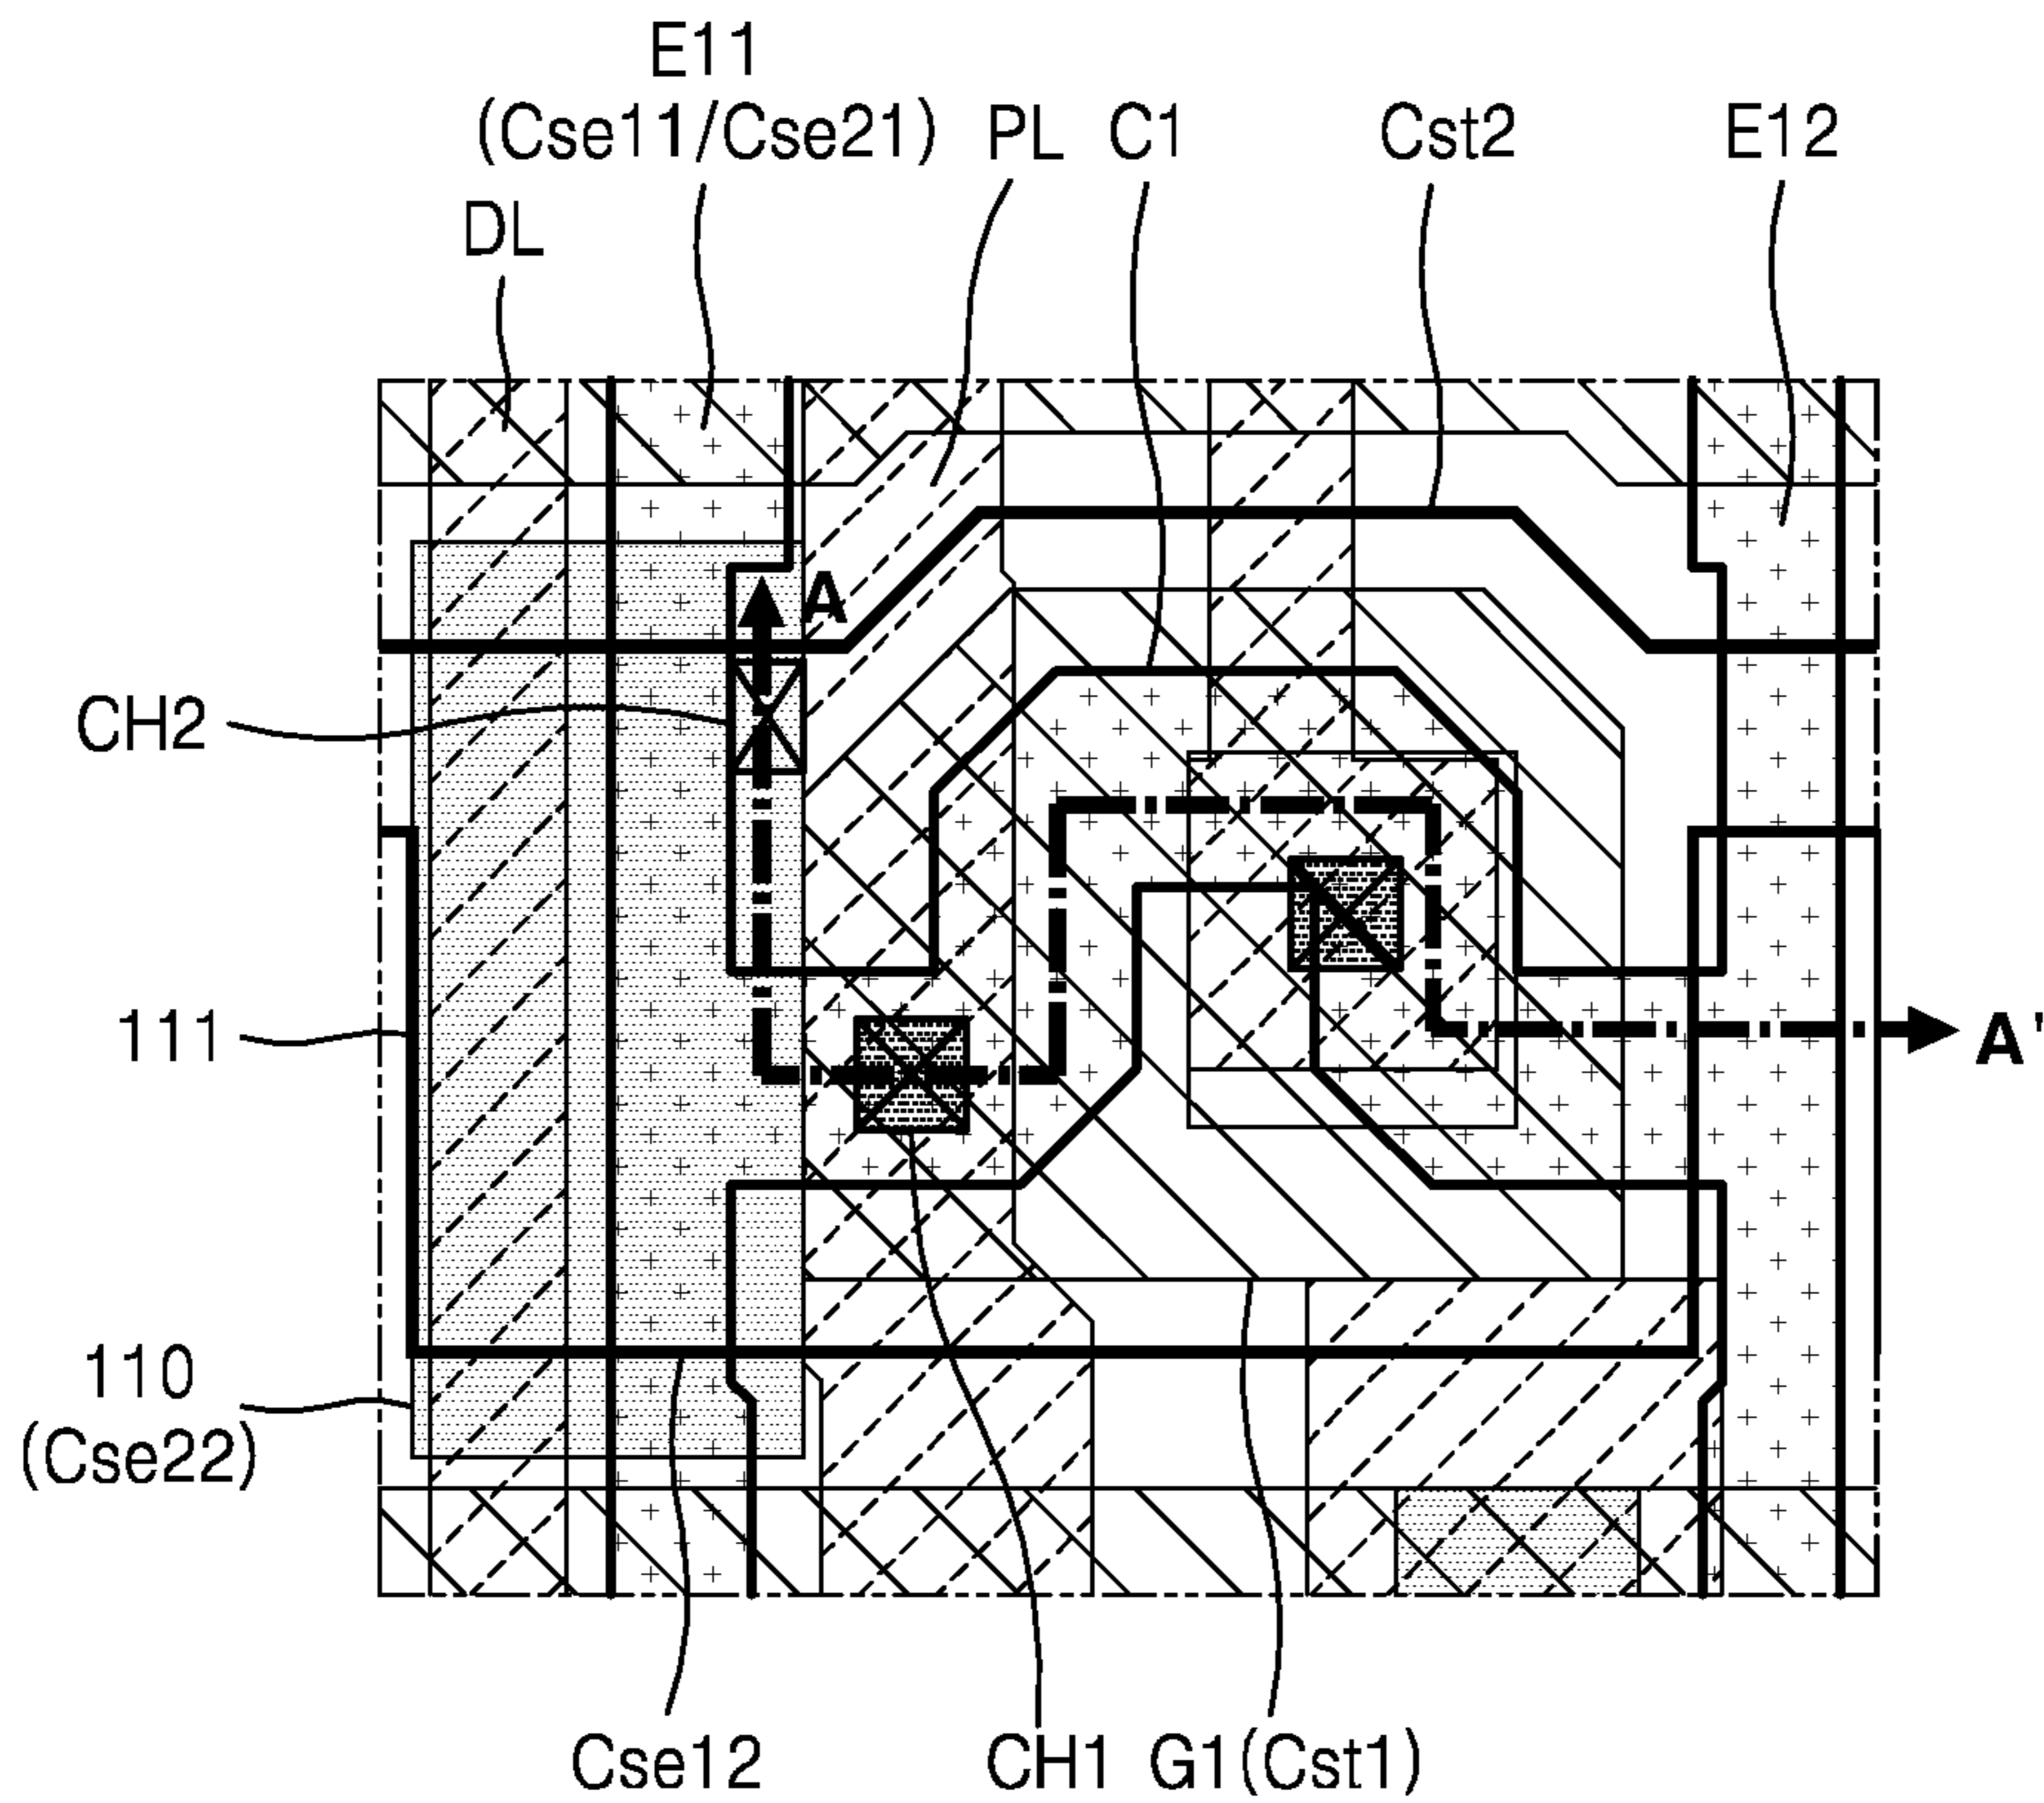 E11
(Cse11/Cse21)
PL
C1
Cst2
E12
DL
A
CH2
111
A'
110
(Cse22)
Cse12
CH1
G1(Cst1)